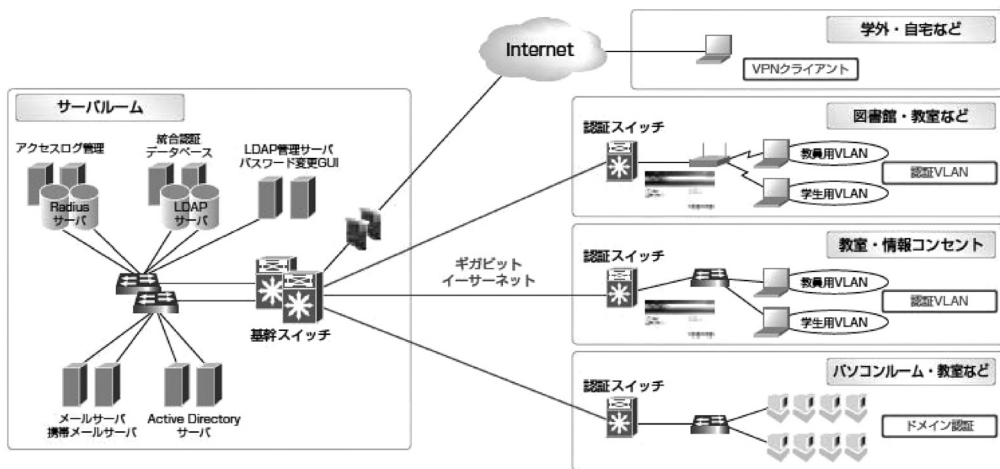 サーバルーム
アクセスログ管理
Radius
サーバ
統合認証
データベース
LDAP
サーバ
LDAP管理サーバ
パスワード変更GUI
基幹スイッチ
メールサーバ
携帯メールサーバ
Active Directory
サーバ
Internet
ギガビット
イーサーネット
学外・自宅など
VPNクライアント
図書館・教室など
認証スイッチ
教員用VLAN
学生用VLAN
認証VLAN
教室・情報コンセント
認証スイッチ
教員用VLAN
学生用VLAN
認証VLAN
パソコンルーム・教室など
認証スイッチ
ドメイン認証